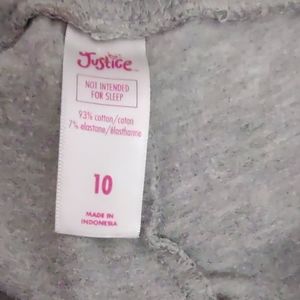 Justice
NOT INTENDED
FOR SLEEP
93% cotton/coton
7% elastane/élasthanne
10
MADE IN
INDONESIA